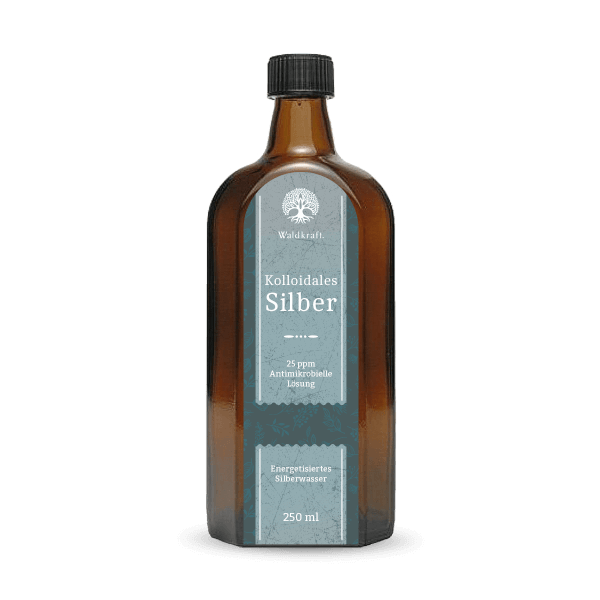 Waldkraft.
Kolloidales
Silber
25 ppm
Antimikrobielle
Lösung
Energetisiertes
Silberwasser
250 ml